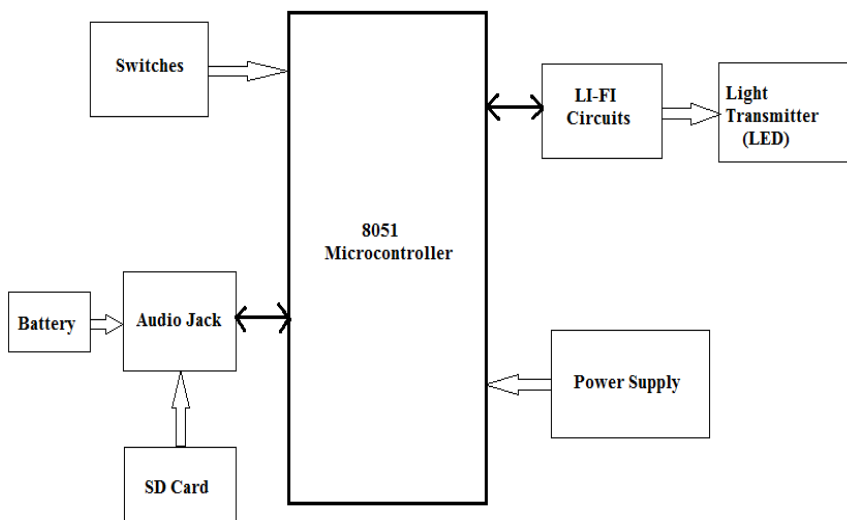 Switches
LI-FI
Circuits
Light
Transmitter
(LED)
8051
Microcontroller
Battery
Audio Jack
Power Supply
SD Card